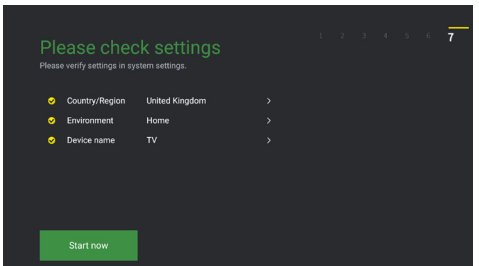 1 2 3 4 5 6 7
Please check settings
Please verify settings in system settings.
Country/Region United Kingdom >
Environment Home >
Device name TV >
Start now